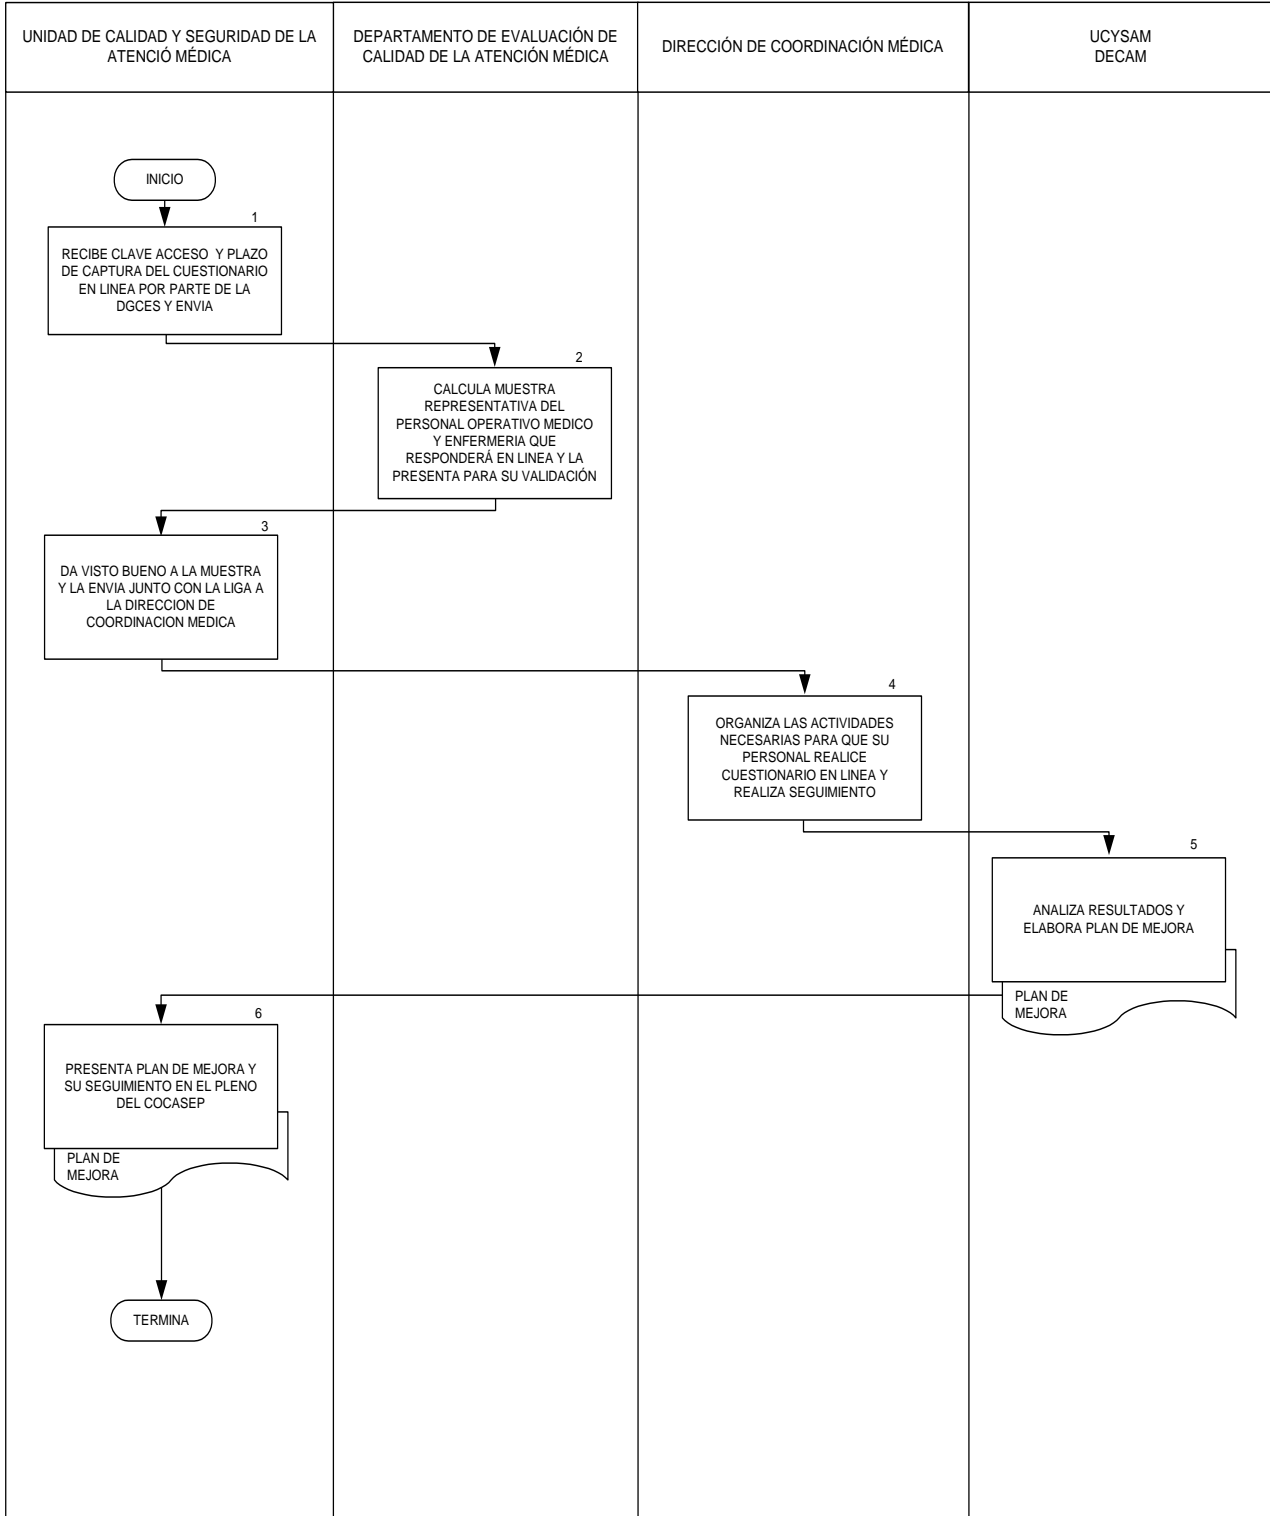 UNIDAD DE CALIDAD Y SEGURIDAD DE LA
ATENCIÓ MÉDICA
DEPARTAMENTO DE EVALUACIÓN DE
CALIDAD DE LA ATENCIÓN MÉDICA
DIRECCIÓN DE COORDINACIÓN MÉDICA
UCYSAM
DECAM
INICIO
1
RECIBE CLAVE ACCESO Y PLAZO
DE CAPTURA DEL CUESTIONARIO
EN LINEA POR PARTE DE LA
DGCES Y ENVIA
2
CALCULA MUESTRA
REPRESENTATIVA DEL
PERSONAL OPERATIVO MEDICO
Y ENFERMERIA QUE
RESPONDERÁ EN LINEA Y LA
PRESENTA PARA SU VALIDACIÓN
3
DA VISTO BUENO A LA MUESTRA
Y LA ENVIA JUNTO CON LA LIGA A
LA DIRECCION DE
COORDINACION MEDICA
4
ORGANIZA LAS ACTIVIDADES
NECESARIAS PARA QUE SU
PERSONAL REALICE
CUESTIONARIO EN LINEA Y
REALIZA SEGUIMIENTO
5
ANALIZA RESULTADOS Y
ELABORA PLAN DE MEJORA
PLAN DE
MEJORA
6
PRESENTA PLAN DE MEJORA Y
SU SEGUIMIENTO EN EL PLENO
DEL COCASEP
PLAN DE
MEJORA
TERMINA